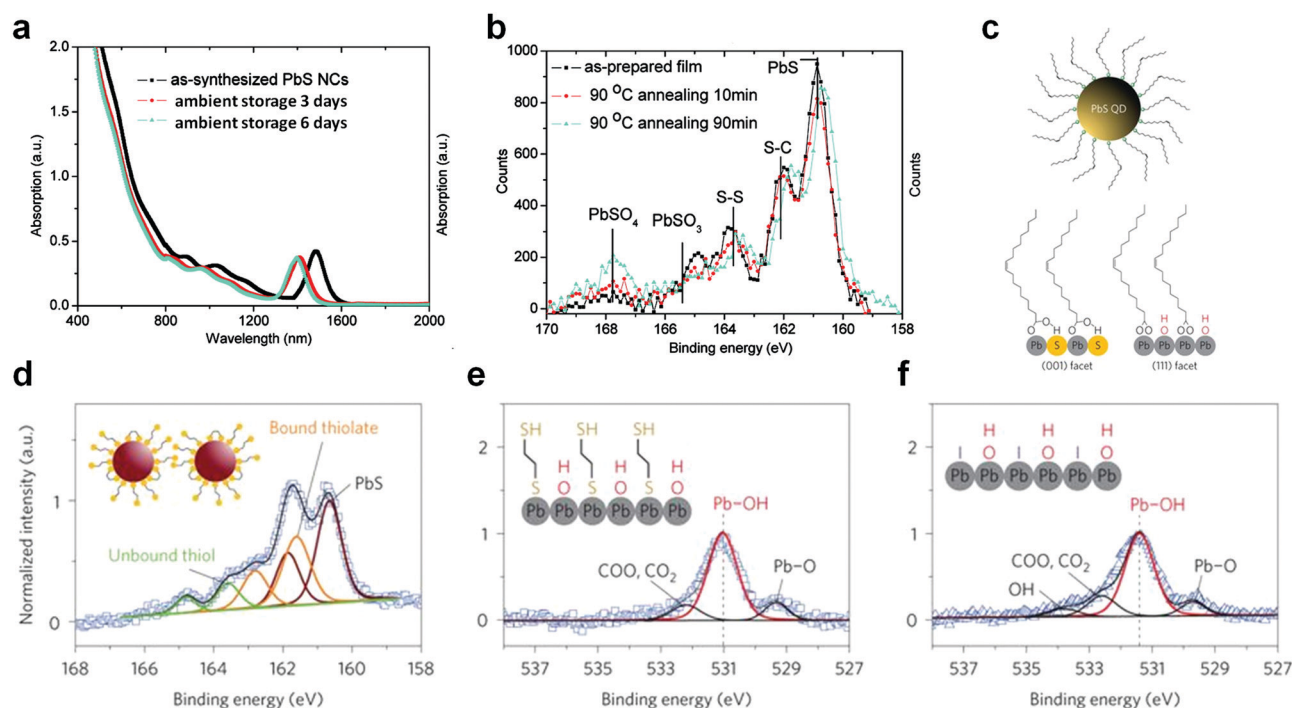 a
2.0
1.5
1.0
0.5
0.0
Absorption (a.u.)
Absorption (a.u.)
as-synthesized PbS NCs
ambient storage 3 days
ambient storage 6 days
400 800 1200 1600 2000
Wavelength (nm)
b
1000
800
600
400
200
0
Counts
Counts
as-prepared film
90 °C annealing 10min
90 °C annealing 90min
PbS
S-C
S-S
PbSO3
PbSO4
170 168 166 164 162 160 158
Binding energy (eV)
c
PbS QD
O O H O O H
Pb S Pb S
(001) facet
H H
OO O OO O
Pb Pb Pb Pb
(111) facet
d
Normalized intensity (a.u.)
1
0
Bound thiolate
PbS
Unbound thiol
168 166 164 162 160 158
Binding energy (eV)
e
2
1
0
SH SH SH
H H H
S O S O S O
Pb Pb Pb Pb Pb Pb
Pb–OH
COO, CO2
Pb–O
537 535 533 531 529 527
Binding energy (eV)
f
2
1
0
H H H
I O I O I O
Pb Pb Pb Pb Pb Pb
Pb–OH
COO, CO2
OH
Pb–O
537 535 533 531 529 527
Binding energy (eV)